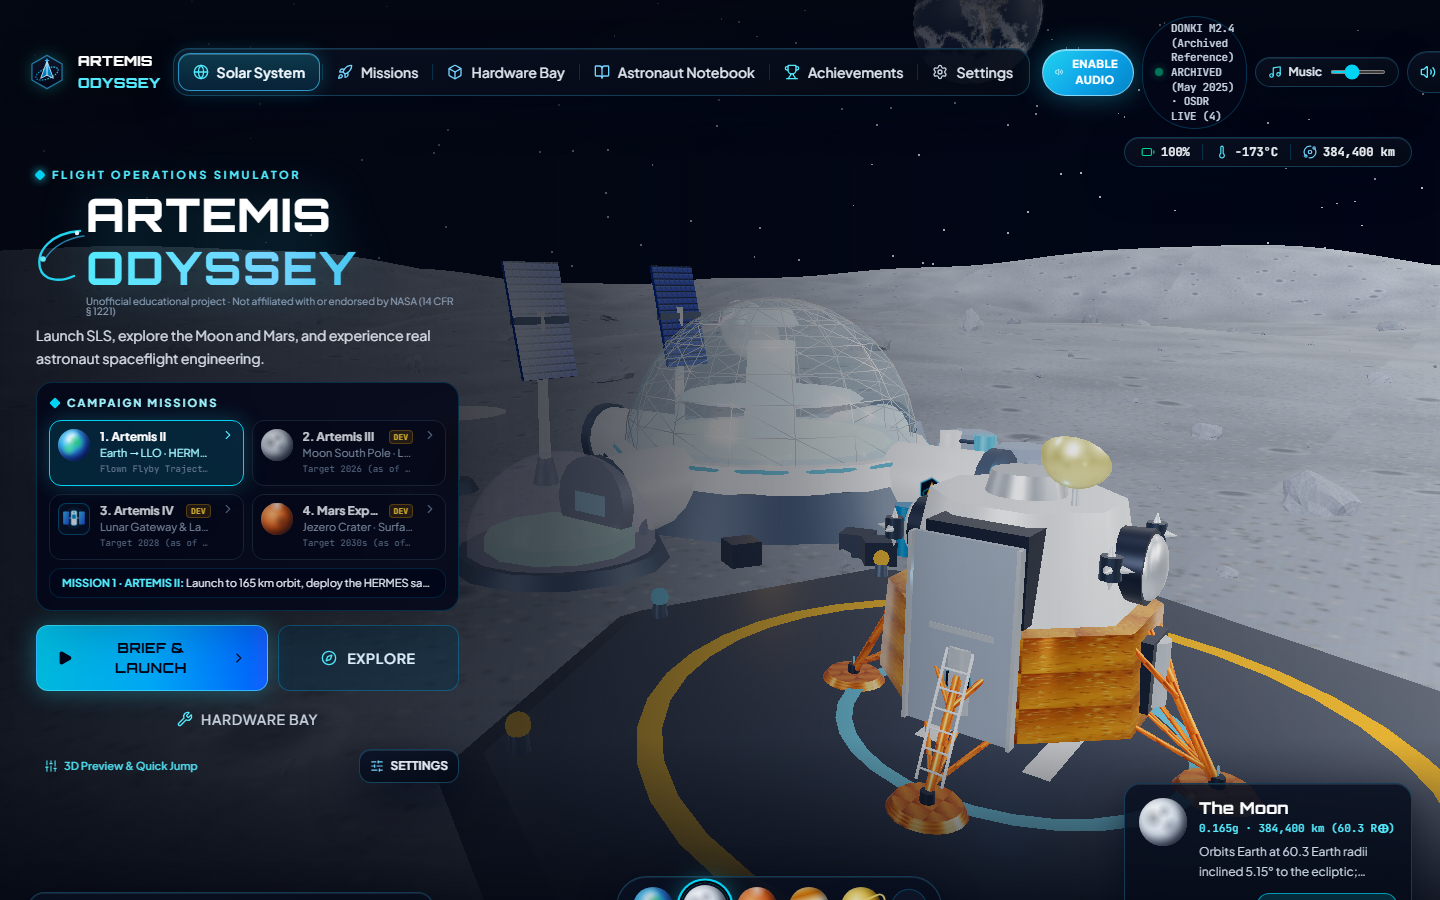 ARTEMIS
ODYSSEY
Solar System
Missions
Hardware Bay
Astronaut Notebook
Achievements
Settings
ENABLE
AUDIO
DONKI M2.4
(Archived
Reference)
ARCHIVED
(May 2025)
· OSDR
LIVE (4)
Music
100%
-173°C
384,400 km
FLIGHT OPERATIONS SIMULATOR
ARTEMIS
ODYSSEY
Unofficial educational project · Not affiliated with or endorsed by NASA (14 CFR
§1221)
Launch SLS, explore the Moon and Mars, and experience real
astronaut spaceflight engineering.
CAMPAIGN MISSIONS
1. Artemis II
Earth → LLO · HERM...
Flown Flyby Traject...
2. Artemis III DEV
Moon South Pole · L...
Target 2026 (as of ...
3. Artemis IV DEV
Lunar Gateway & La...
Target 2028 (as of ...
4. Mars Exp... DEV
Jezero Crater · Surfa...
Target 2030s (as of...
MISSION 1 · ARTEMIS II: Launch to 165 km orbit, deploy the HERMES sa...
BRIEF &
LAUNCH
EXPLORE
HARDWARE BAY
3D Preview & Quick Jump
SETTINGS
The Moon
0.165g · 384,400 km (60.3 R⊕)
Orbits Earth at 60.3 Earth radii
inclined 5.15° to the ecliptic;...